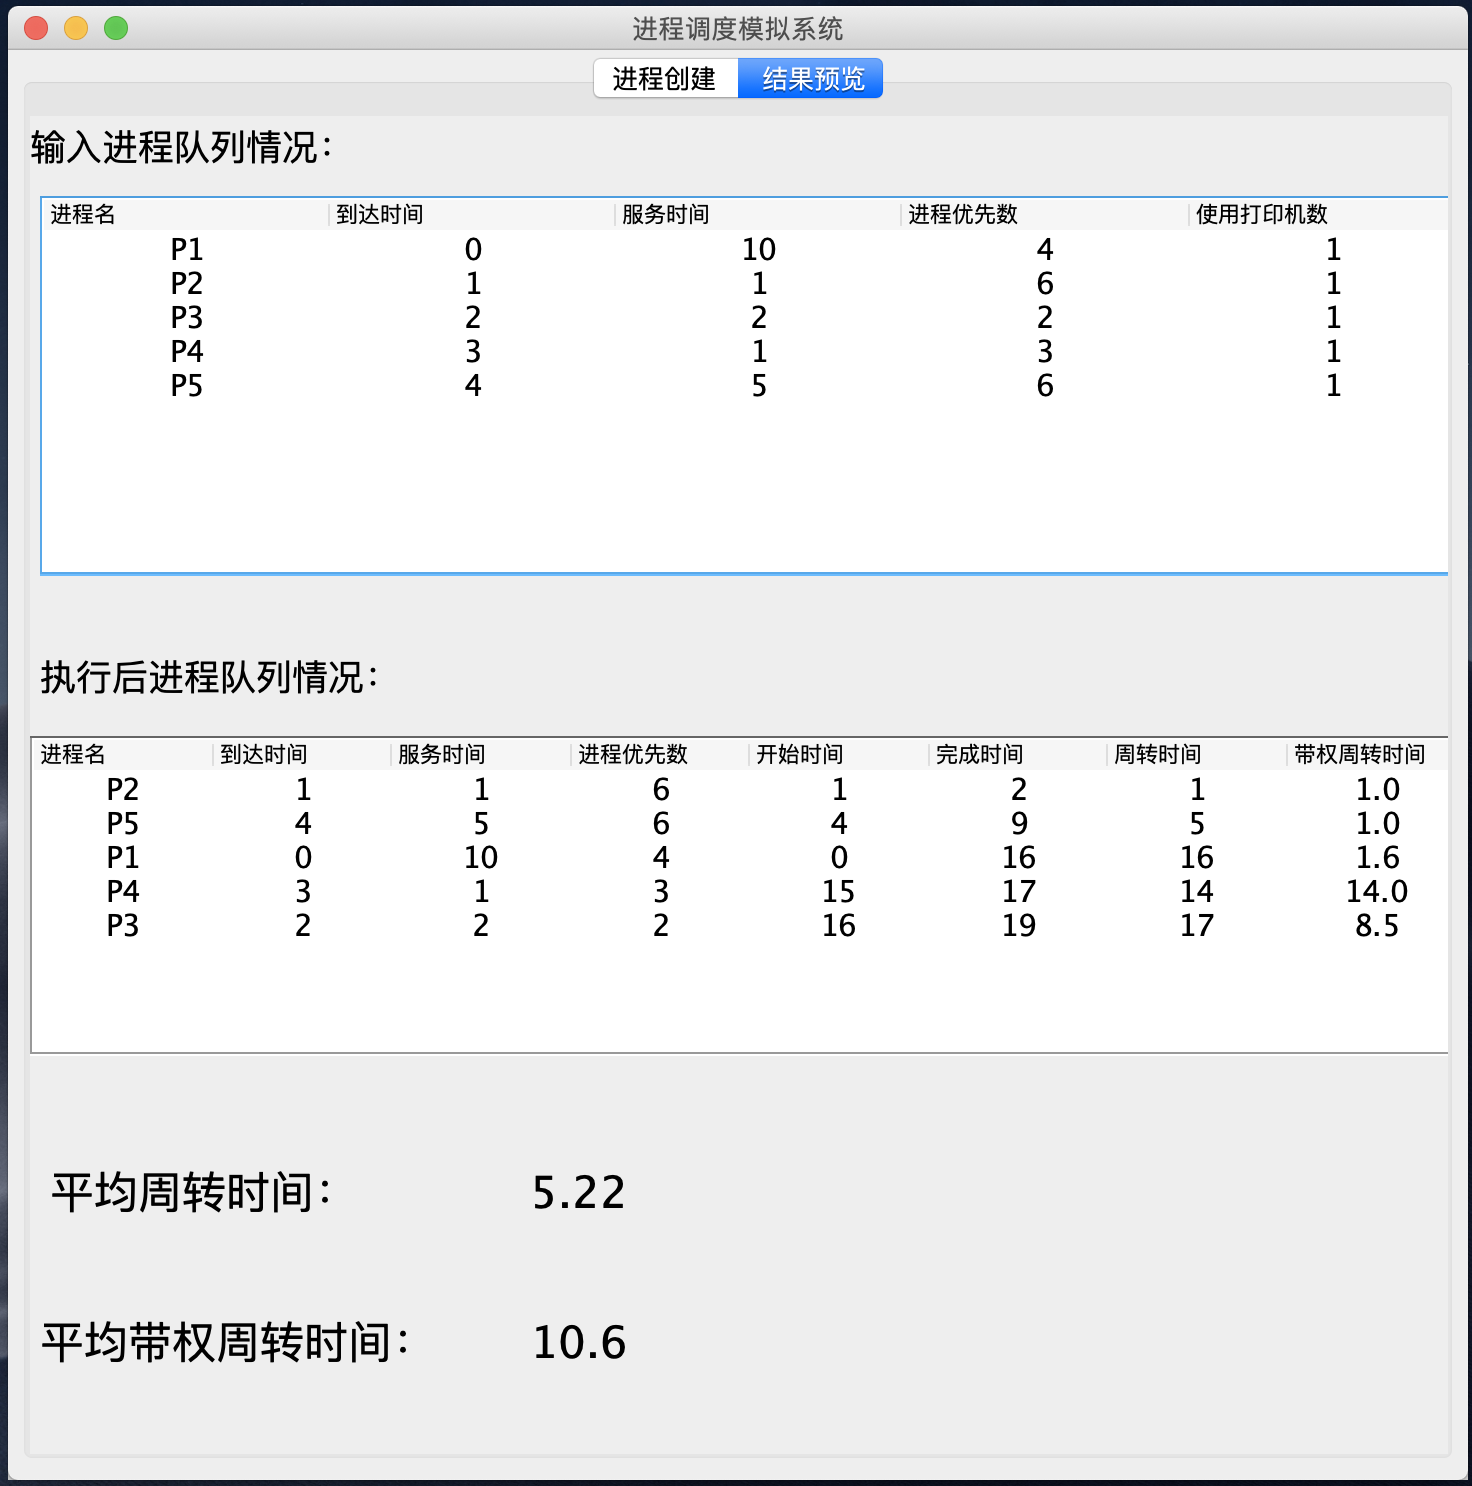 进程调度模拟系统
进程创建 结果预览
输入进程队列情况：
进程名 到达时间 服务时间 进程优先数 使用打印机数
P1 0 10 4 1
P2 1 1 6 1
P3 2 2 2 1
P4 3 1 3 1
P5 4 5 6 1
执行后进程队列情况：
进程名 到达时间 服务时间 进程优先数 开始时间 完成时间 周转时间 带权周转时间
P2 1 1 6 1 2 1 1.0
P5 4 5 6 4 9 5 1.0
P1 0 10 4 0 16 16 1.6
P4 3 1 3 15 17 14 14.0
P3 2 2 2 16 19 17 8.5
平均周转时间： 5.22
平均带权周转时间： 10.6